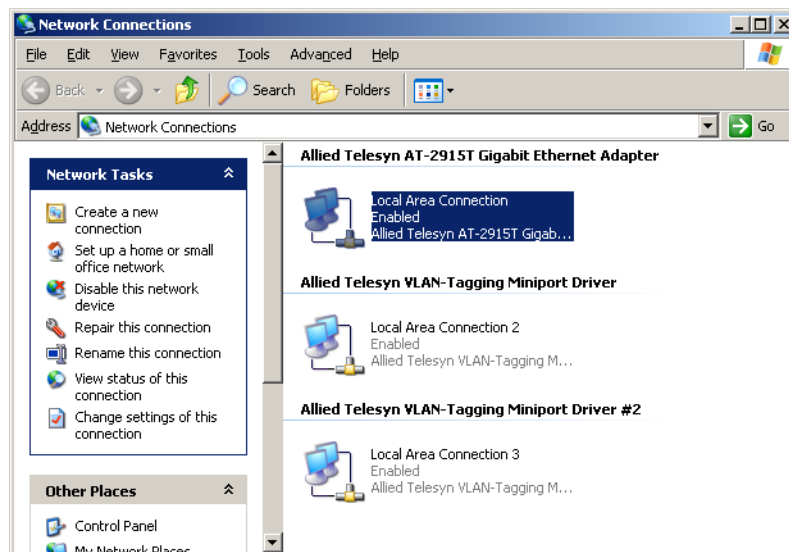 Network Connections
File Edit View Favorites Tools Advanced Help
Back Search Folders
Address Network Connections Go
Network Tasks
Create a new
connection
Set up a home or small
office network
Disable this network
device
Repair this connection
Rename this connection
View status of this
connection
Change settings of this
connection
Other Places
Control Panel
My Network Places
Allied Telesyn AT-2915T Gigabit Ethernet Adapter
Local Area Connection
Enabled
Allied Telesyn AT-2915T Gigab...
Allied Telesyn VLAN-Tagging Miniport Driver
Local Area Connection 2
Enabled
Allied Telesyn VLAN-Tagging M...
Allied Telesyn VLAN-Tagging Miniport Driver #2
Local Area Connection 3
Enabled
Allied Telesyn VLAN-Tagging M...